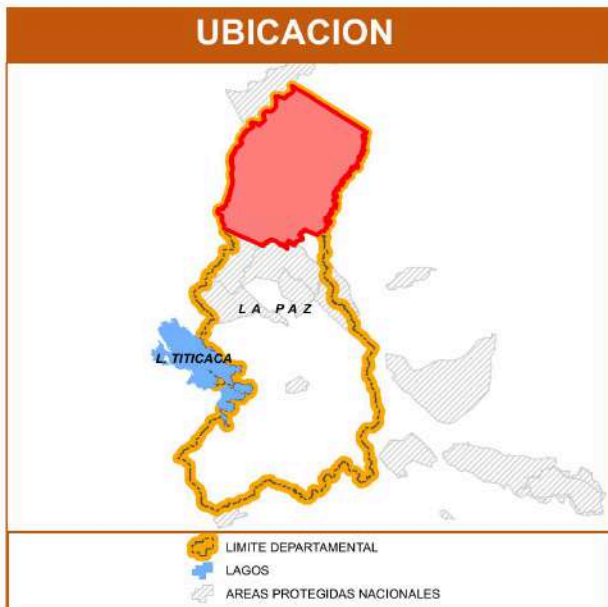 UBICACION
LA PAZ
L. TITICACA
LIMITE DEPARTAMENTAL
LAGOS
AREAS PROTEGIDAS NACIONALES